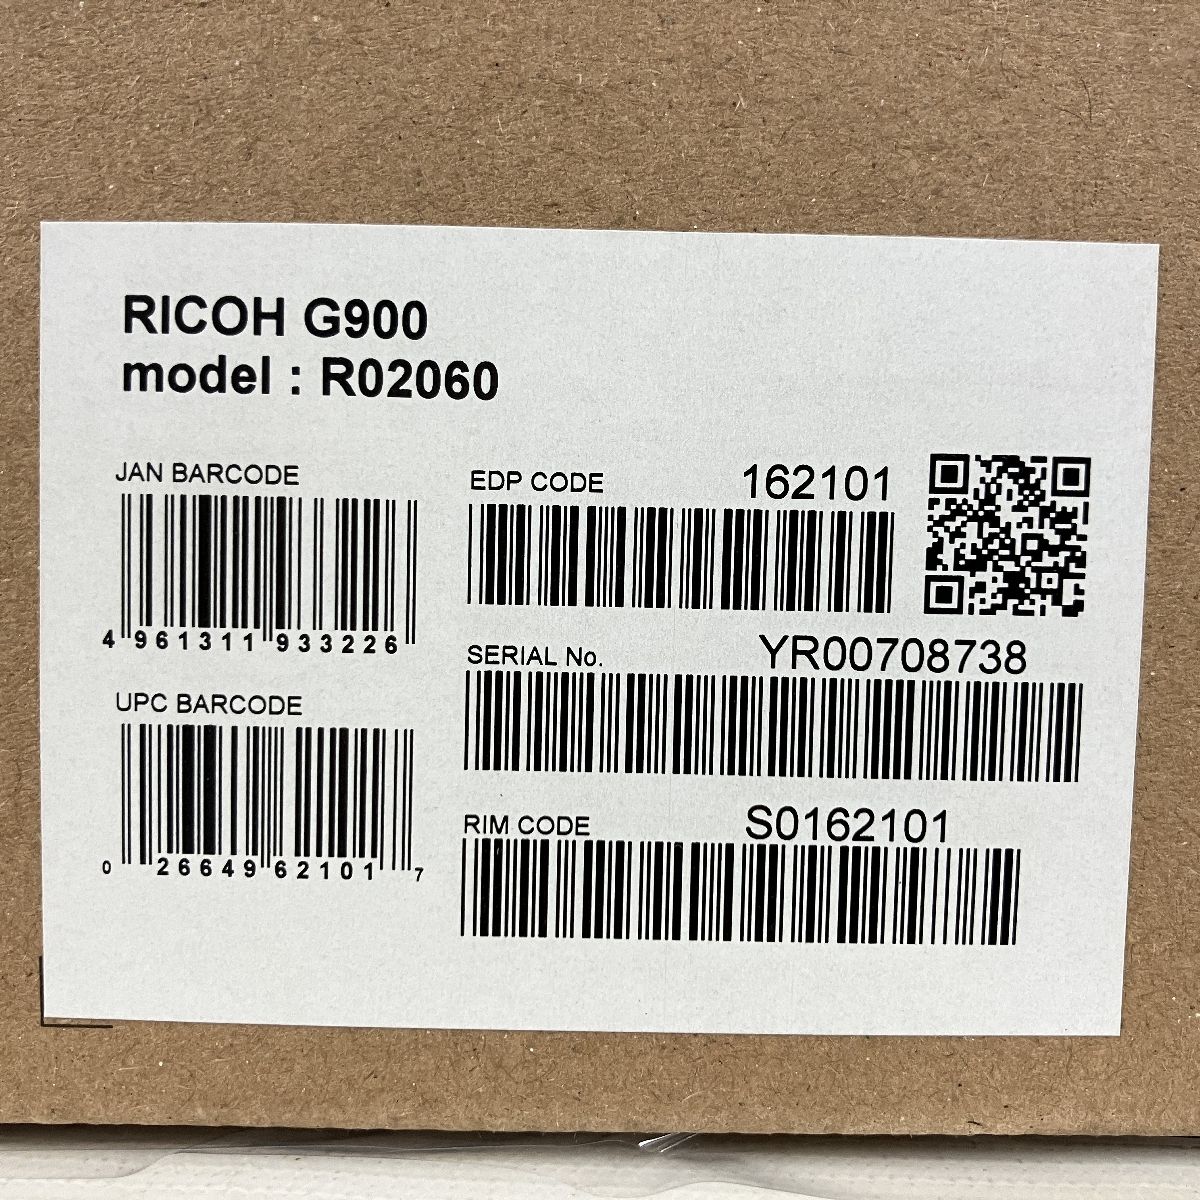 RICOH G900
model : R02060
JAN BARCODE
4 961311 933226
UPC BARCODE
0 26649 62101 7
EDP CODE 162101
SERIAL No. YR00708738
RIM CODE S0162101